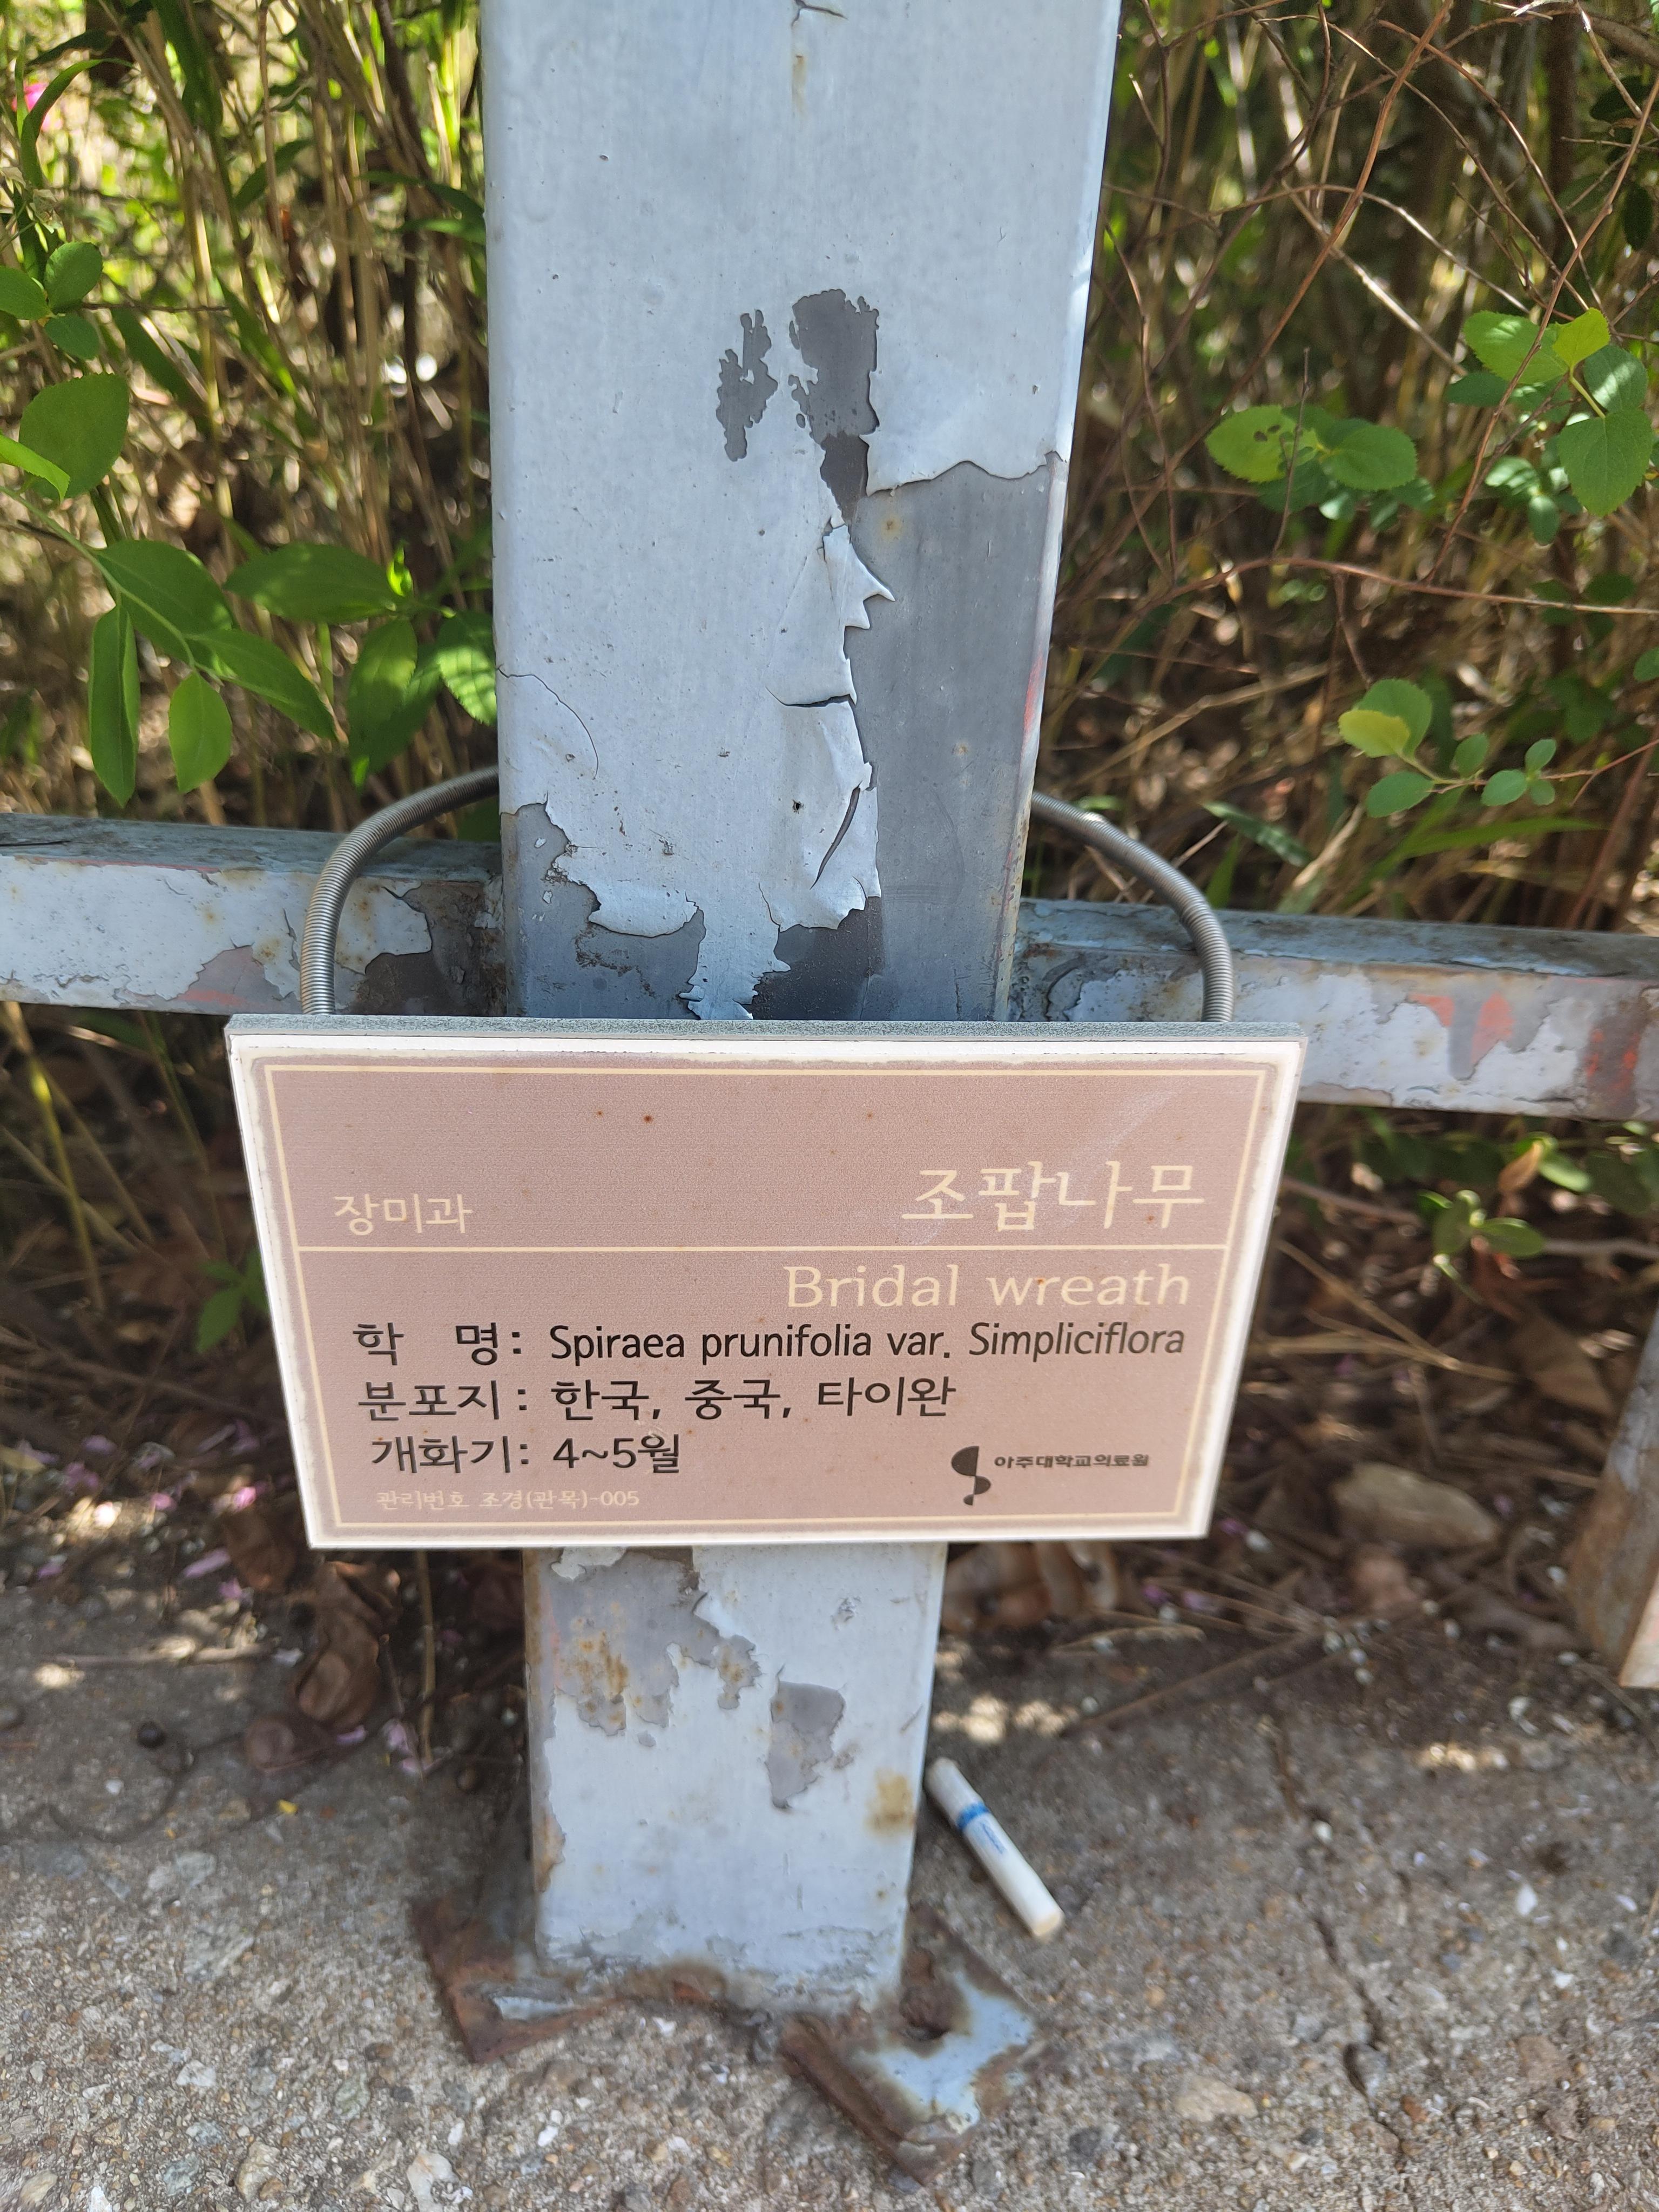 장미과 조팝나무
Bridal wreath
학 명: Spiraea prunifolia var. Simpliciflora
분포지: 한국, 중국, 타이완
개화기: 4~5월
아주대학교의료원
관리번호 조경(관목)-005